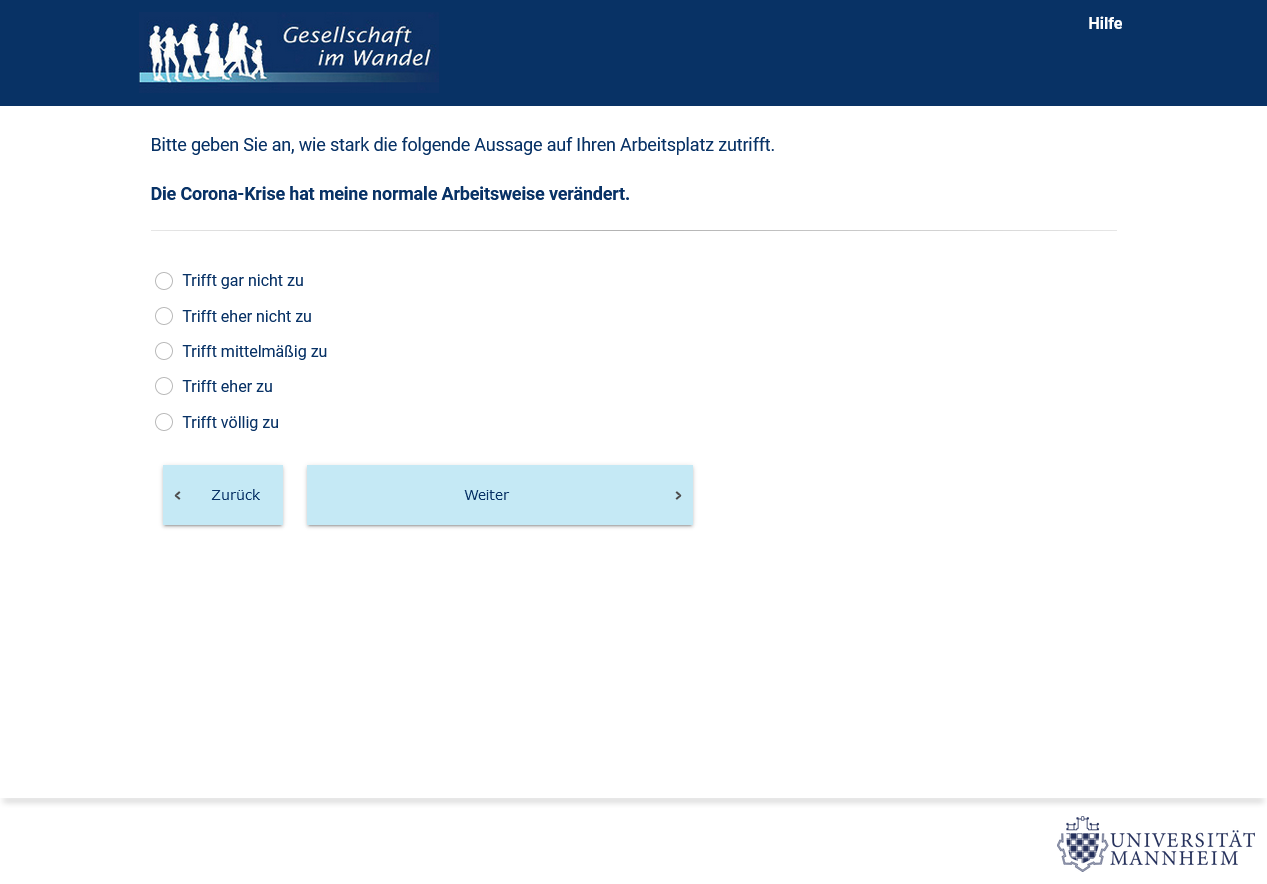 Gesellschaft
im Wandel
Hilfe
Bitte geben Sie an, wie stark die folgende Aussage auf Ihren Arbeitsplatz zutrifft.
Die Corona-Krise hat meine normale Arbeitsweise verändert.
Trifft gar nicht zu
Trifft eher nicht zu
Trifft mittelmäßig zu
Trifft eher zu
Trifft völlig zu
Zurück
Weiter
UNIVERSITÄT
MANNHEIM